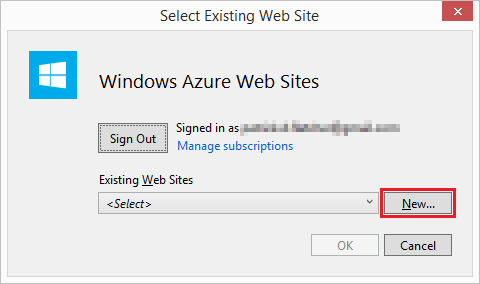 Select Existing Web Site
Windows Azure Web Sites
Sign Out
Signed in as
Manage subscriptions
Existing Web Sites
<Select>
New...
OK
Cancel